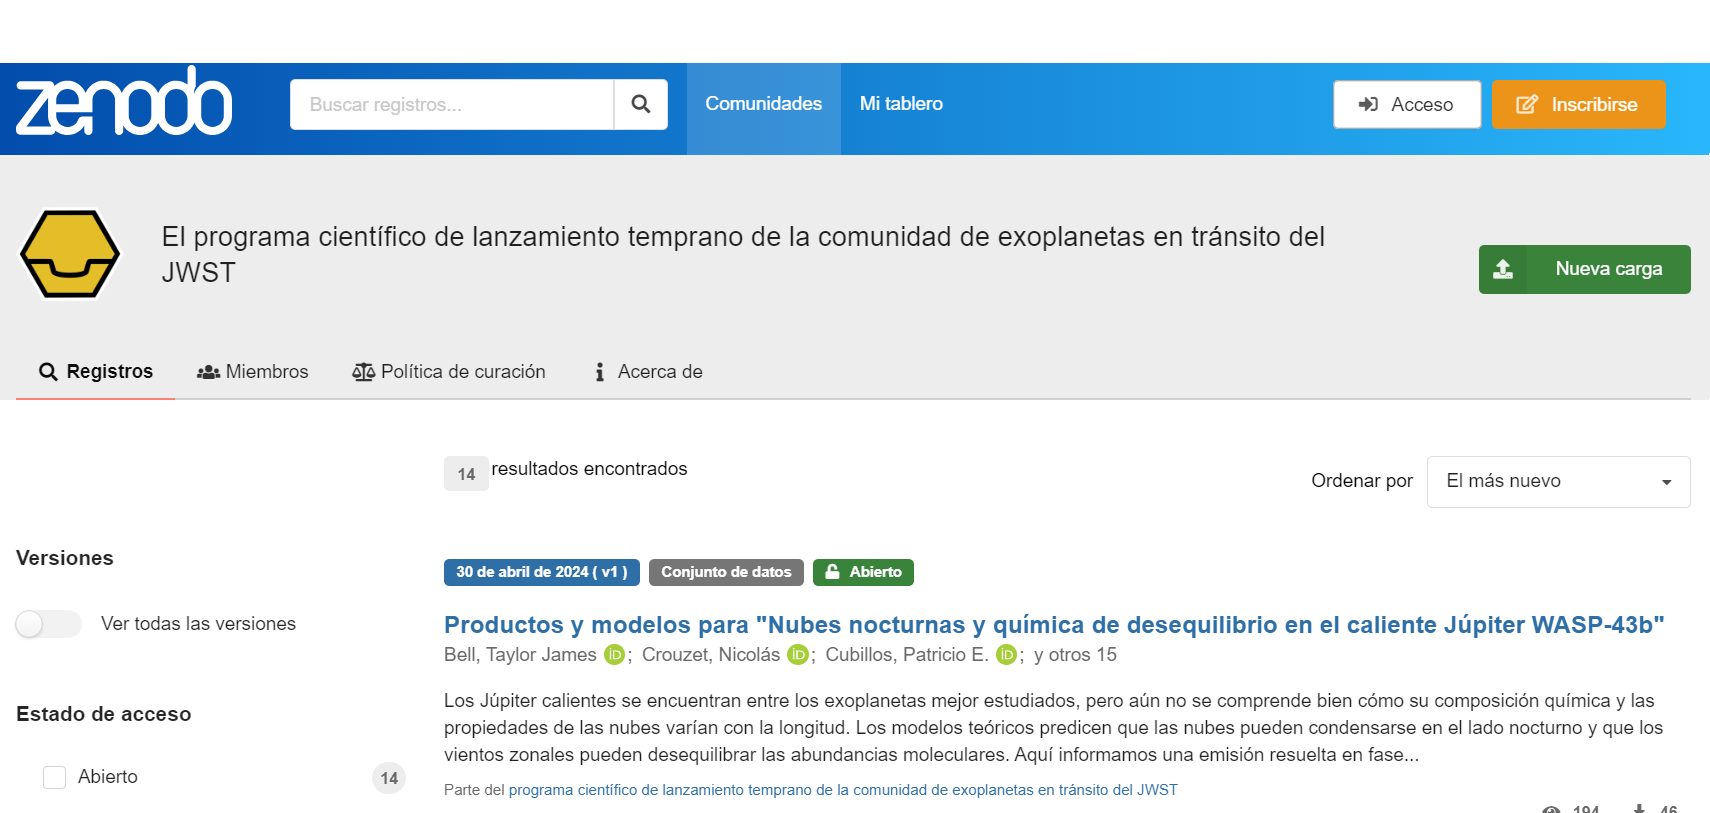 zenodo
Buscar registros...
Comunidades
Mi tablero
Acceso
Inscribirse
El programa científico de lanzamiento temprano de la comunidad de exoplanetas en tránsito del
JWST
Nueva carga
Registros
Miembros
Política de curación
Acerca de
14 resultados encontrados
Ordenar por
El más nuevo
Versiones
Ver todas las versiones
Estado de acceso
Abierto
14
30 de abril de 2024 ( v1 )
Conjunto de datos
Abierto
Productos y modelos para "Nubes nocturnas y química de desequilibrio en el caliente Júpiter WASP-43b"
Bell, Taylor James iD; Crouzet, Nicolás iD; Cubillos, Patricio E. iD; y otros 15
Los Júpiter calientes se encuentran entre los exoplanetas mejor estudiados, pero aún no se comprende bien cómo su composición química y las
propiedades de las nubes varían con la longitud. Los modelos teóricos predicen que las nubes pueden condensarse en el lado nocturno y que los
vientos zonales pueden desequilibrar las abundancias moleculares. Aquí informamos una emisión resuelta en fase...
Parte del programa científico de lanzamiento temprano de la comunidad de exoplanetas en tránsito del JWST
194
46